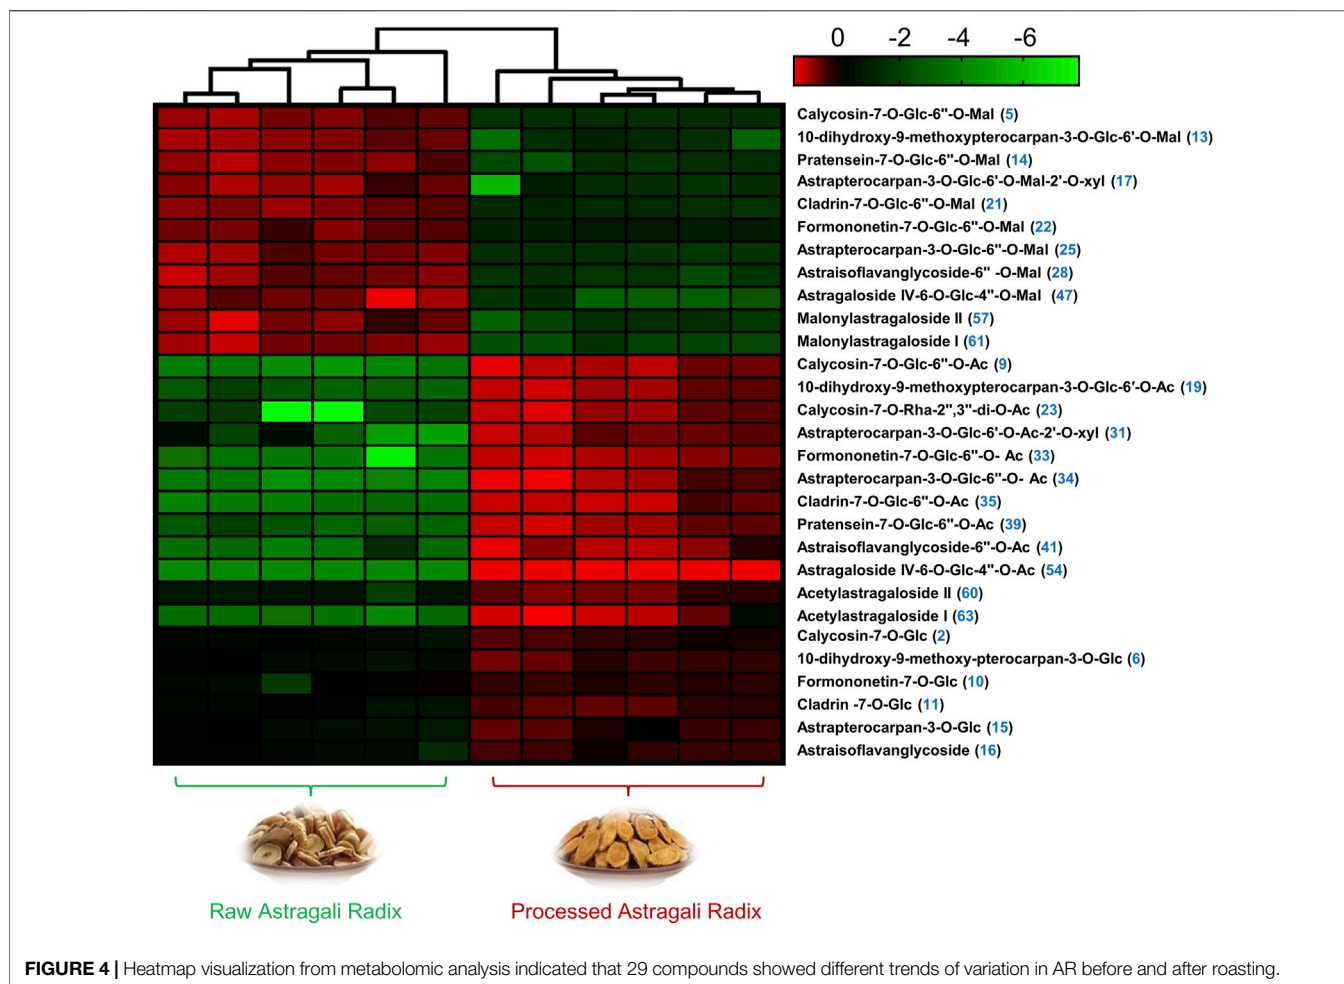 0 -2 -4 -6
Calycosin-7-O-Glc-6"-O-Mal (5)
10-dihydroxy-9-methoxypterocarpan-3-O-Glc-6'-O-Mal (13)
Pratensein-7-O-Glc-6"-O-Mal (14)
Astrapterocarpan-3-O-Glc-6'-O-Mal-2'-O-xyl (17)
Cladrin-7-O-Glc-6"-O-Mal (21)
Formononetin-7-O-Glc-6"-O-Mal (22)
Astrapterocarpan-3-O-Glc-6"-O-Mal (25)
Astraisoflavanglycoside-6" -O-Mal (28)
Astragaloside IV-6-O-Glc-4"-O-Mal (47)
Malonylastragaloside II (57)
Malonylastragaloside I (61)
Calycosin-7-O-Glc-6"-O-Ac (9)
10-dihydroxy-9-methoxypterocarpan-3-O-Glc-6'-O-Ac (19)
Calycosin-7-O-Rha-2",3"-di-O-Ac (23)
Astrapterocarpan-3-O-Glc-6'-O-Ac-2'-O-xyl (31)
Formononetin-7-O-Glc-6"-O- Ac (33)
Astrapterocarpan-3-O-Glc-6"-O- Ac (34)
Cladrin-7-O-Glc-6"-O-Ac (35)
Pratensein-7-O-Glc-6"-O-Ac (39)
Astraisoflavanglycoside-6"-O-Ac (41)
Astragaloside IV-6-O-Glc-4"-O-Ac (54)
Acetylastragaloside II (60)
Acetylastragaloside I (63)
Calycosin-7-O-Glc (2)
10-dihydroxy-9-methoxy-pterocarpan-3-O-Glc (6)
Formononetin-7-O-Glc (10)
Cladrin -7-O-Glc (11)
Astrapterocarpan-3-O-Glc (15)
Astraisoflavanglycoside (16)
Raw Astragali Radix
Processed Astragali Radix
FIGURE 4 | Heatmap visualization from metabolomic analysis indicated that 29 compounds showed different trends of variation in AR before and after roasting.